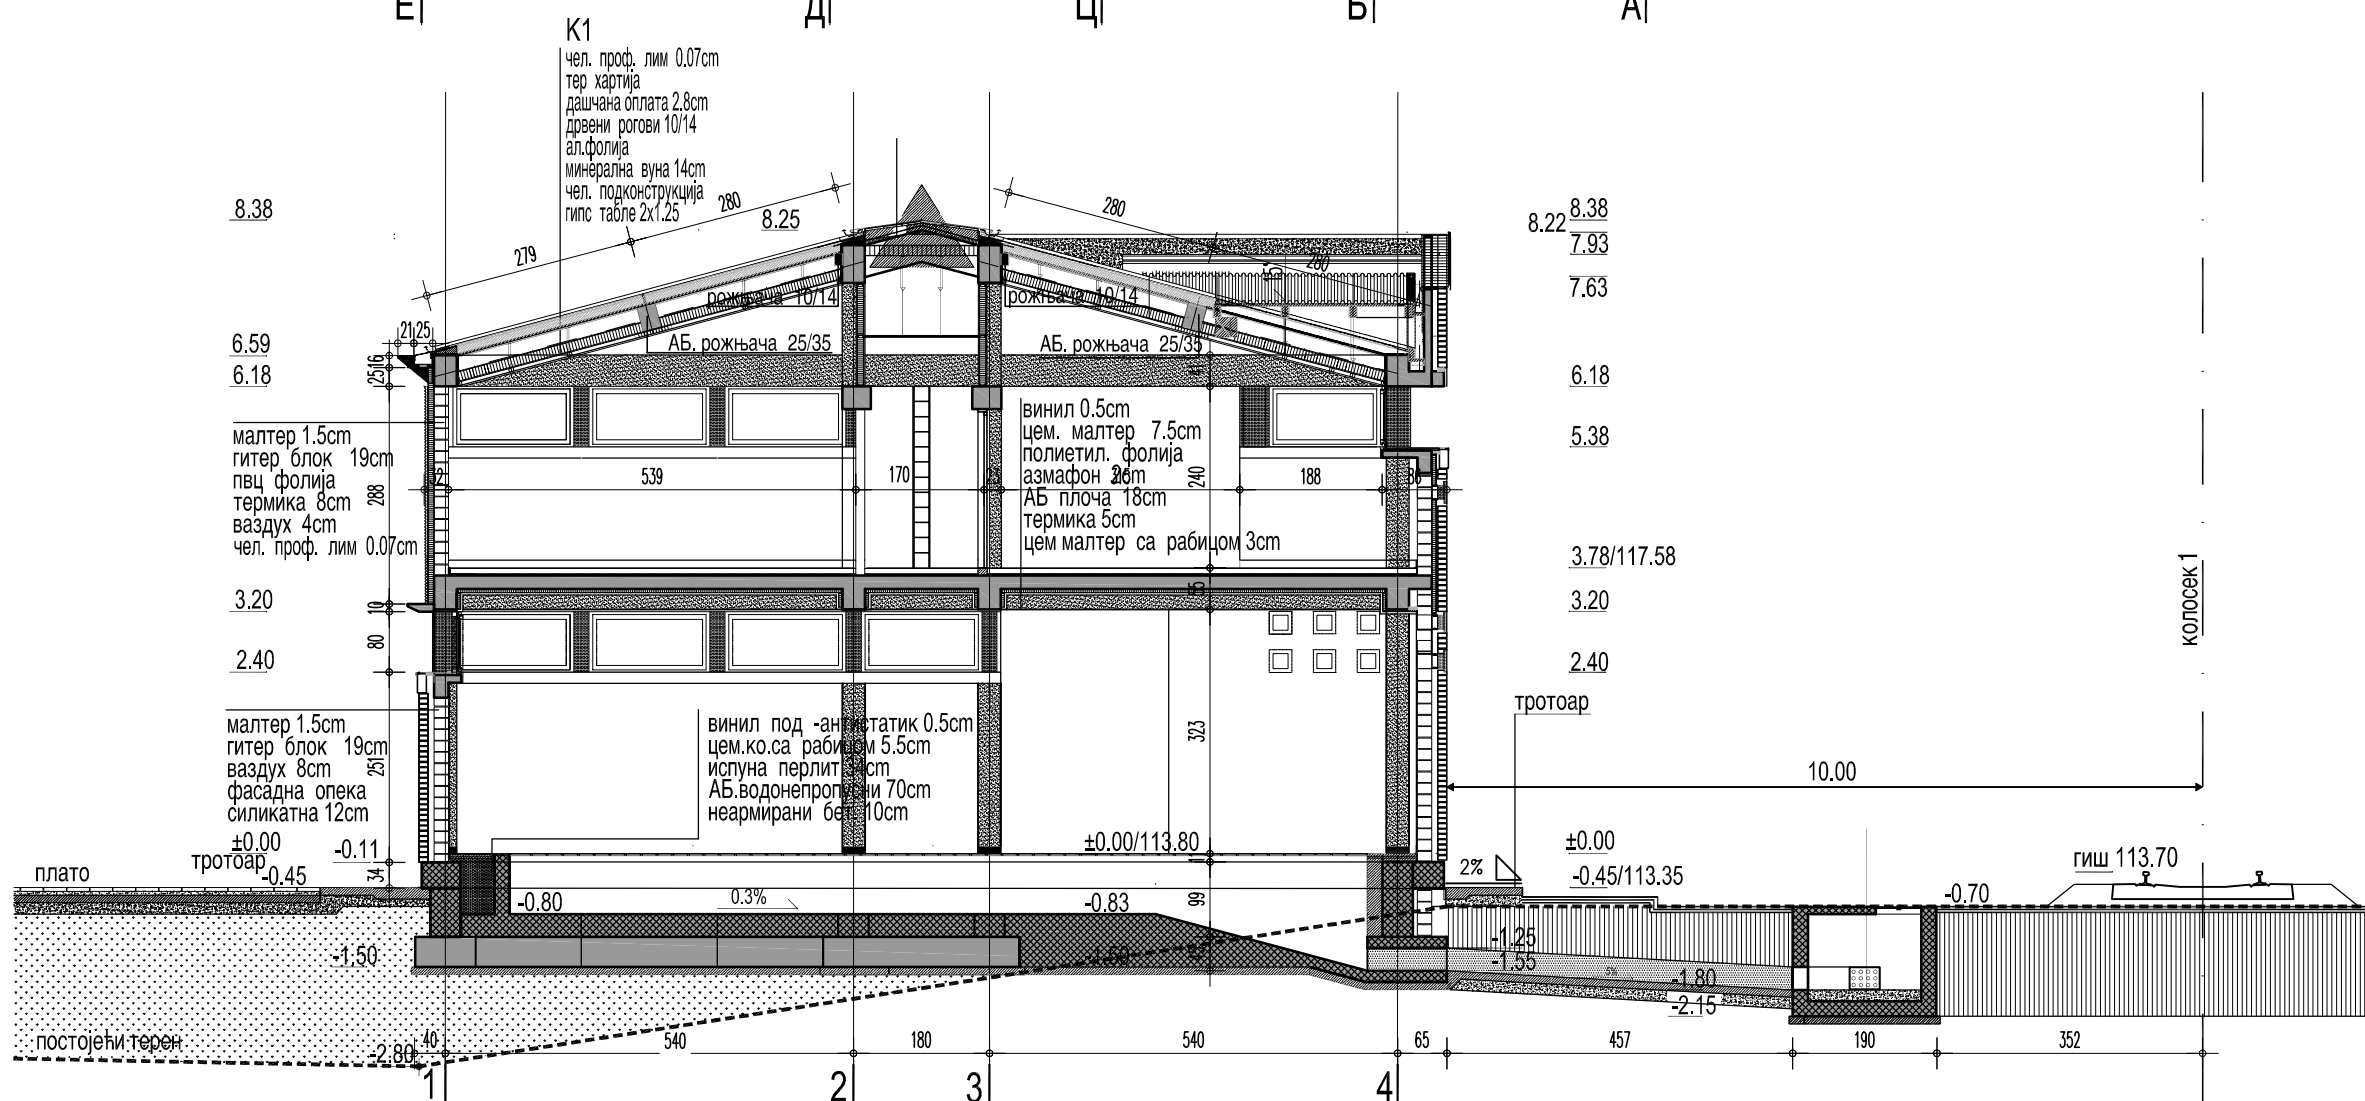 Е
Д
Ц
Б
А
К1
чел. проф. лим 0.07cm
тер хартија
дашчана оплата 2.8cm
дрвени рогови 10/14
ал.фолија
минерална вуна 14cm
чел. подконструкција
гипс табле 2x1.25
8.38
8.25
280
279
280
280
8.38
8.22
7.93
7.63
рожњача 10/14
рожњача 10/14
АБ. рожњача 25/35
АБ. рожњача 25/35
2125
6.59
16
25
6.18
6.18
5.38
малтер 1.5cm
гитер блок 19cm
пвц фолија
термика 8cm
ваздух 4cm
чел. проф. лим 0.07cm
288
539
170
240
188
винил 0.5cm
цем. малтер 7.5cm
полиетил. фолија
азмафон
АБ плоча 18cm
термика 5cm
цем малтер са рабицом 3cm
3.78/117.58
колосек 1
3.20
10
3.20
80
2.40
2.40
тротоар
малтер 1.5cm
гитер блок 19cm
ваздух 8cm
фасадна опека
силикатна 12cm
251
винил под -антистатик 0.5cm
цем.ко.са рабицом 5.5cm
испуна перлит
АБ.водонепропусни 70cm
неармирани бет. 10cm
323
10.00
±0.00
-0.11
±0.00/113.80
±0.00
2%
гиш 113.70
плато
тротоар
-0.45
34
-0.45/113.35
-0.80
0.3%
-0.83
99
-0.70
-1.50
-1.50
-1.25
-1.55
-1.80
-2.15
постојећи терен
-2.80
40
540
180
540
65
457
190
352
1
2
3
4